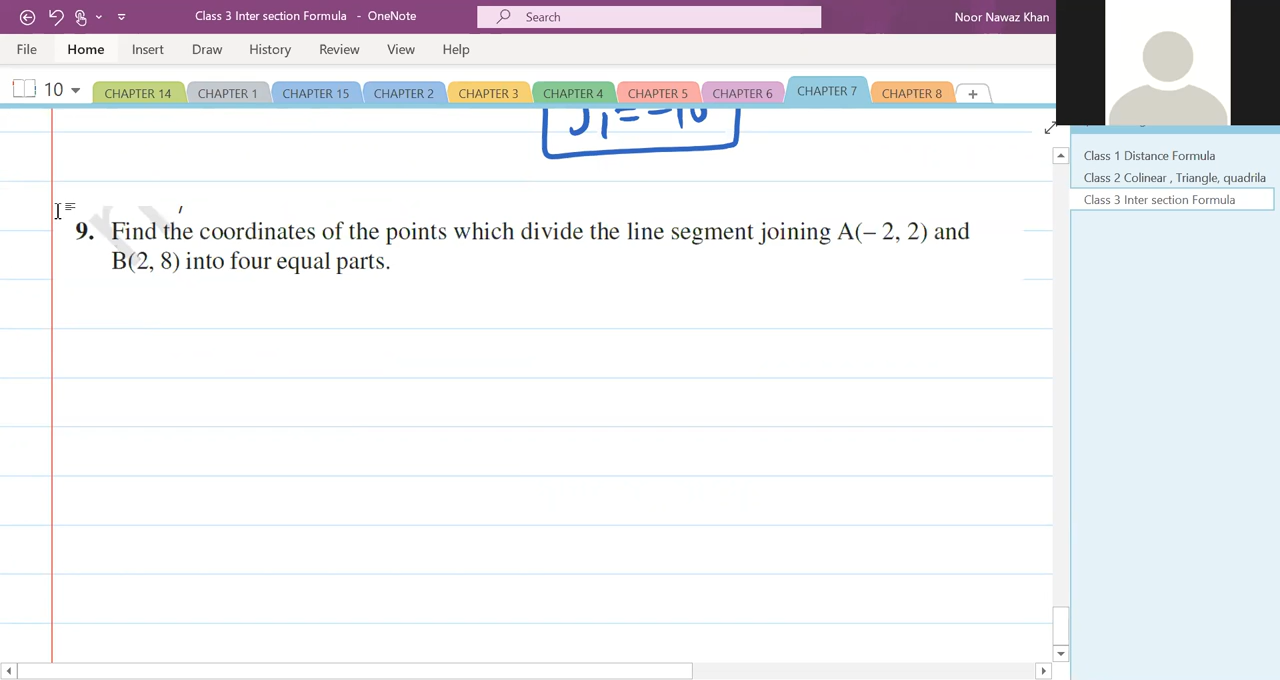 Class 3 Inter section Formula - OneNote
Search
Noor Nawaz Khan
File Home Insert Draw History Review View Help
10 CHAPTER 14 CHAPTER 1 CHAPTER 15 CHAPTER 2 CHAPTER 3 CHAPTER 4 CHAPTER 5 CHAPTER 6 CHAPTER 7 CHAPTER 8 +
Class 1 Distance Formula
Class 2 Colinear , Triangle, quadrila
Class 3 Inter section Formula
9. Find the coordinates of the points which divide the line segment joining A(– 2, 2) and
B(2, 8) into four equal parts.